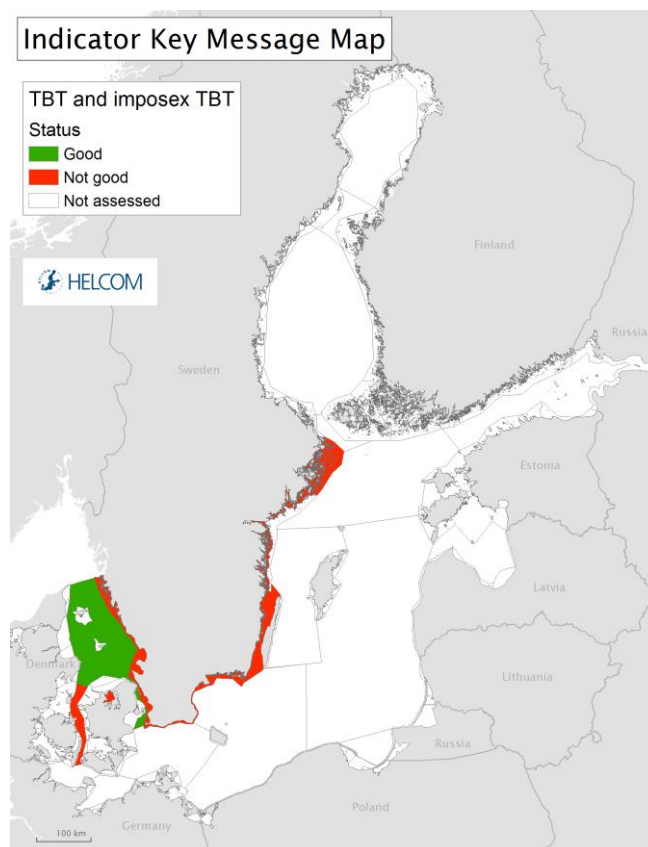 Indicator Key Message Map
TBT and imposex TBT
Status
Good
Not good
Not assessed
HELCOM
Finland
Russia
Sweden
Estonia
Latvia
Denmark
Lithuania
Russia
Poland
Germany
100 km